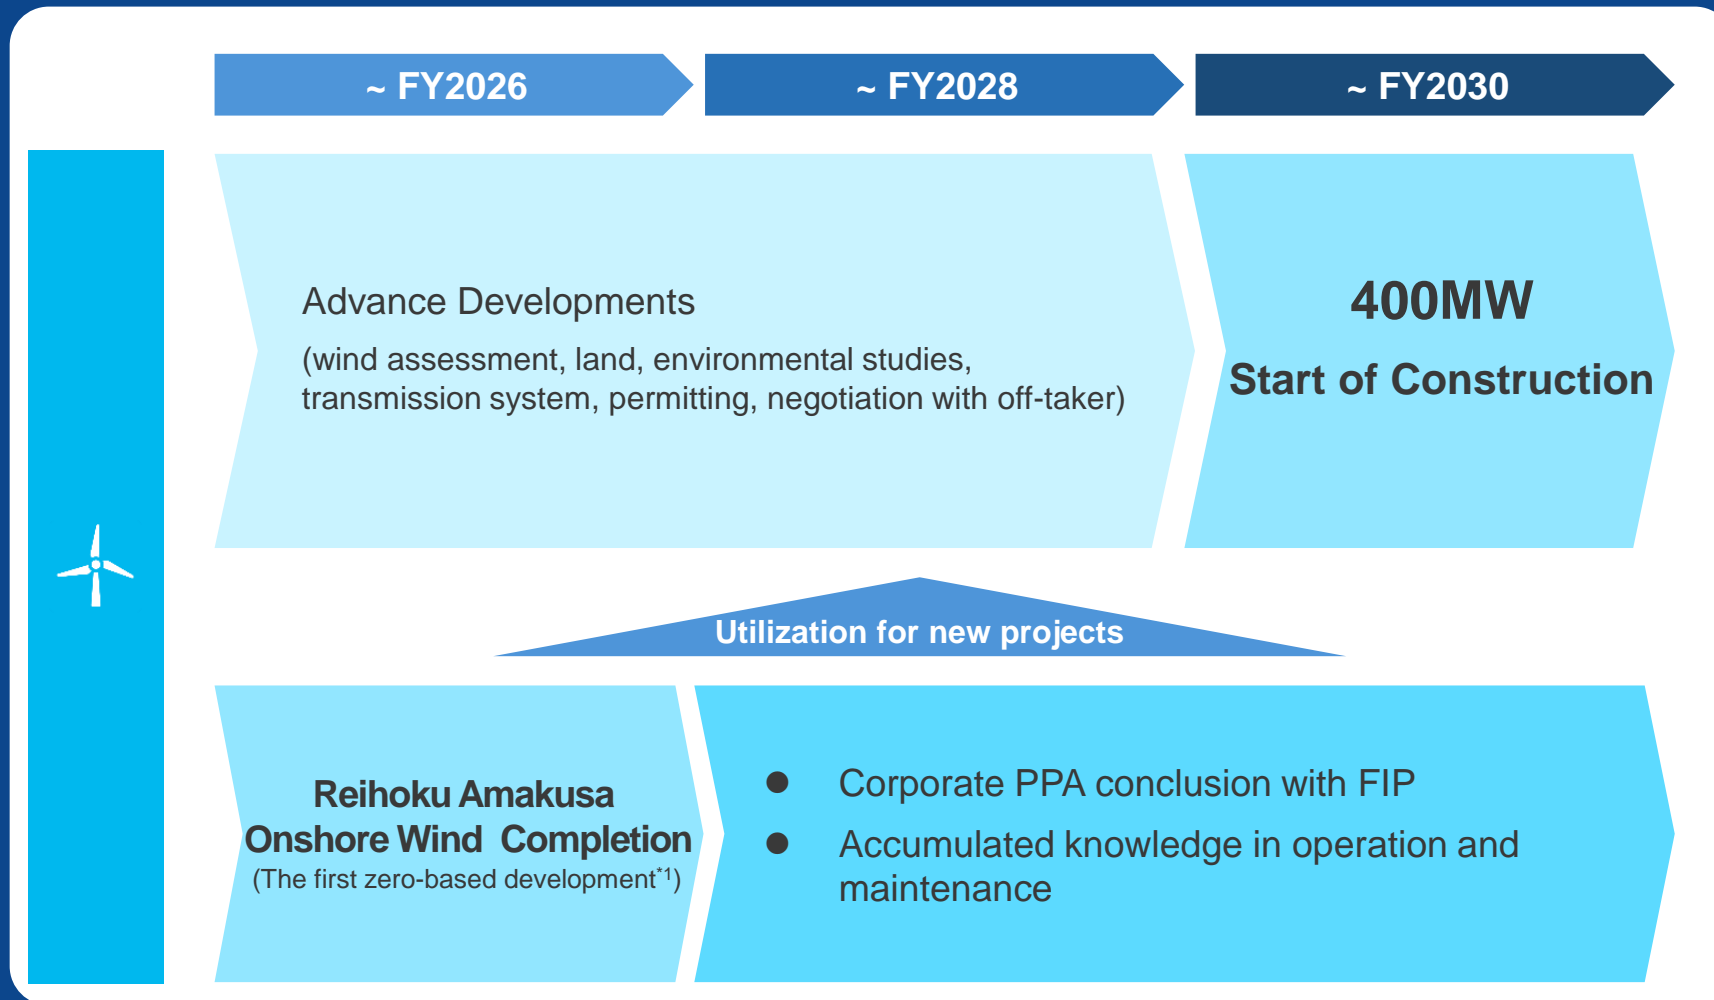 ~ FY2026
~ FY2028
~ FY2030
Advance Developments
(wind assessment, land, environmental studies,
transmission system, permitting, negotiation with off-taker)
400MW
Start of Construction
Utilization for new projects
Reihoku Amakusa
Onshore Wind Completion
(The first zero-based development*1)
● Corporate PPA conclusion with FIP
● Accumulated knowledge in operation and
maintenance